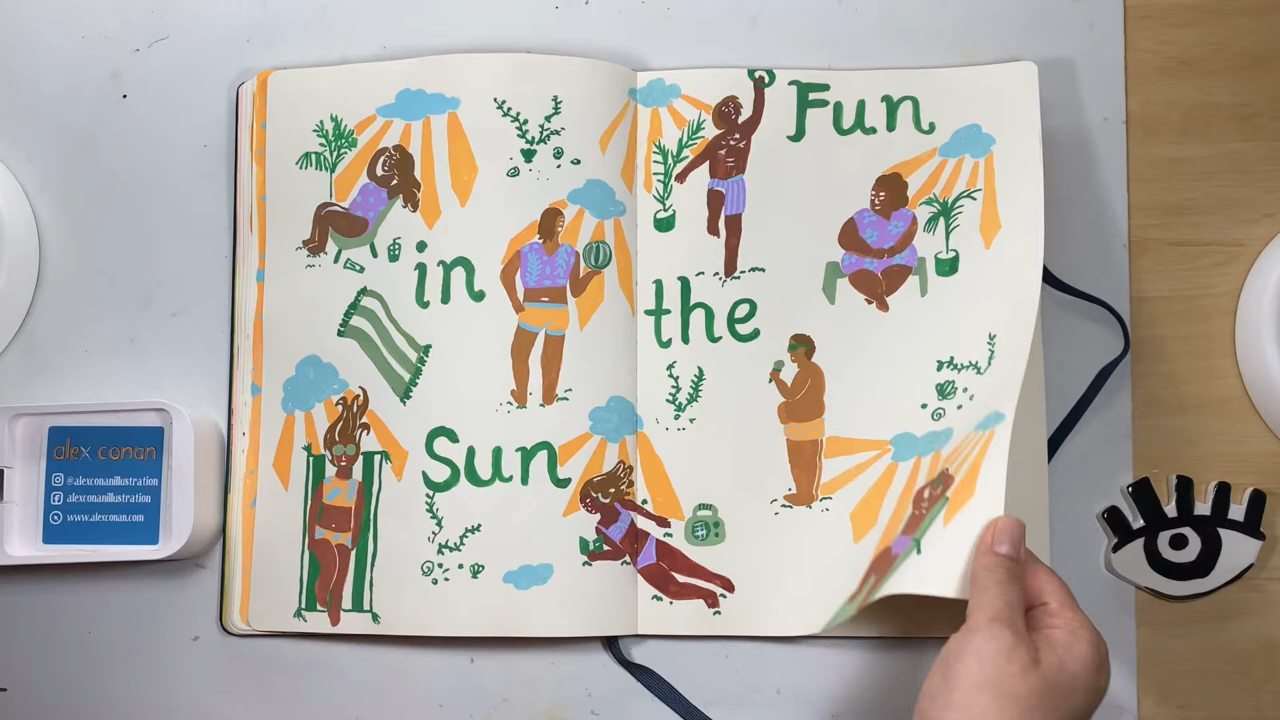 Fun
in
the
Sun
alex conan
@alexconanillustration
alexconanillustration
www.alexconan.com